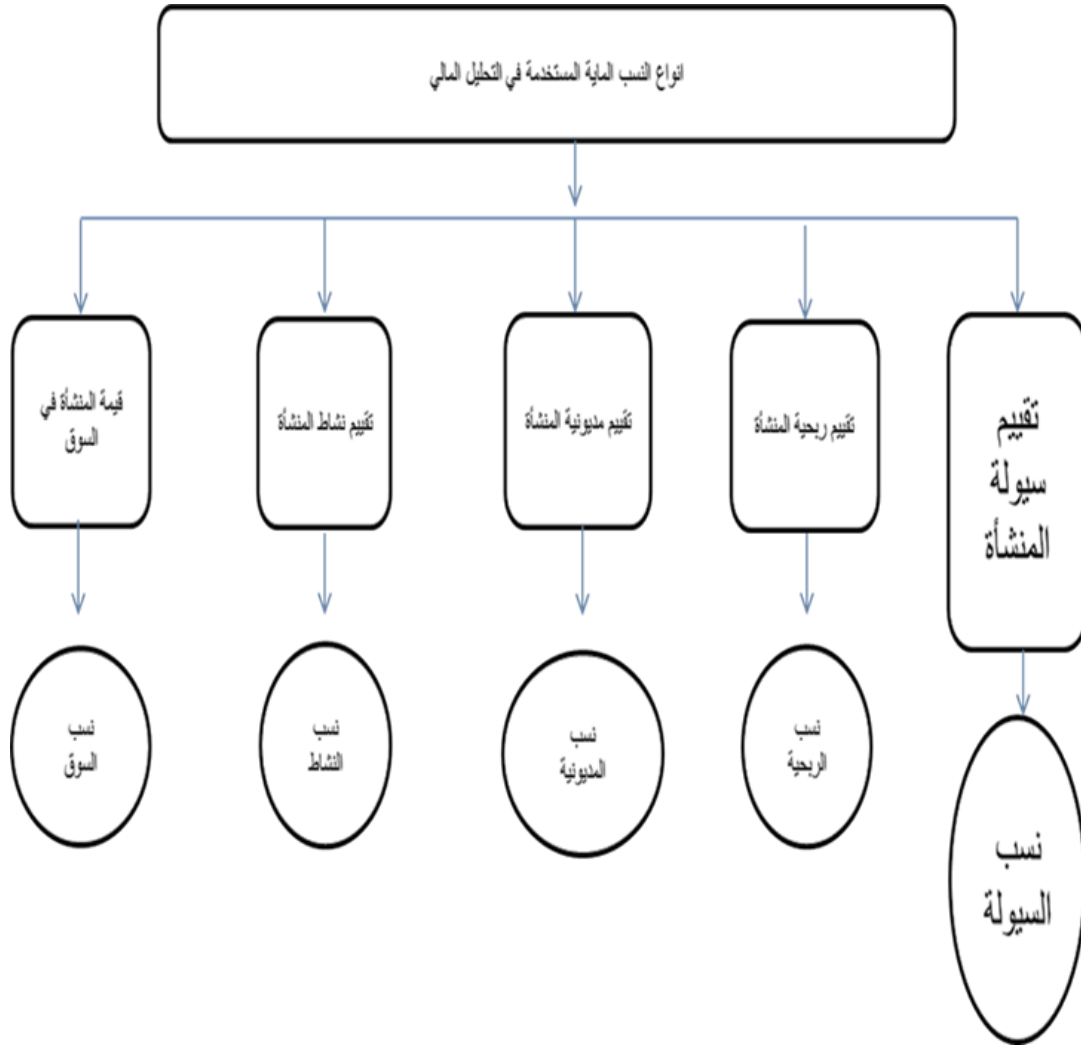 انواع النسب الماية المستخدمة في التحليل المالي
تقييم
سيولة
المنشأة
تقييم ربحية المنشأة
تقييم مديونية المنشأة
تقييم نشاط المنشأة
قيمة المنشأة في
السوق
نسب
السيولة
نسب
الربحية
نسب
المديونية
نسب
النشاط
نسب
السوق